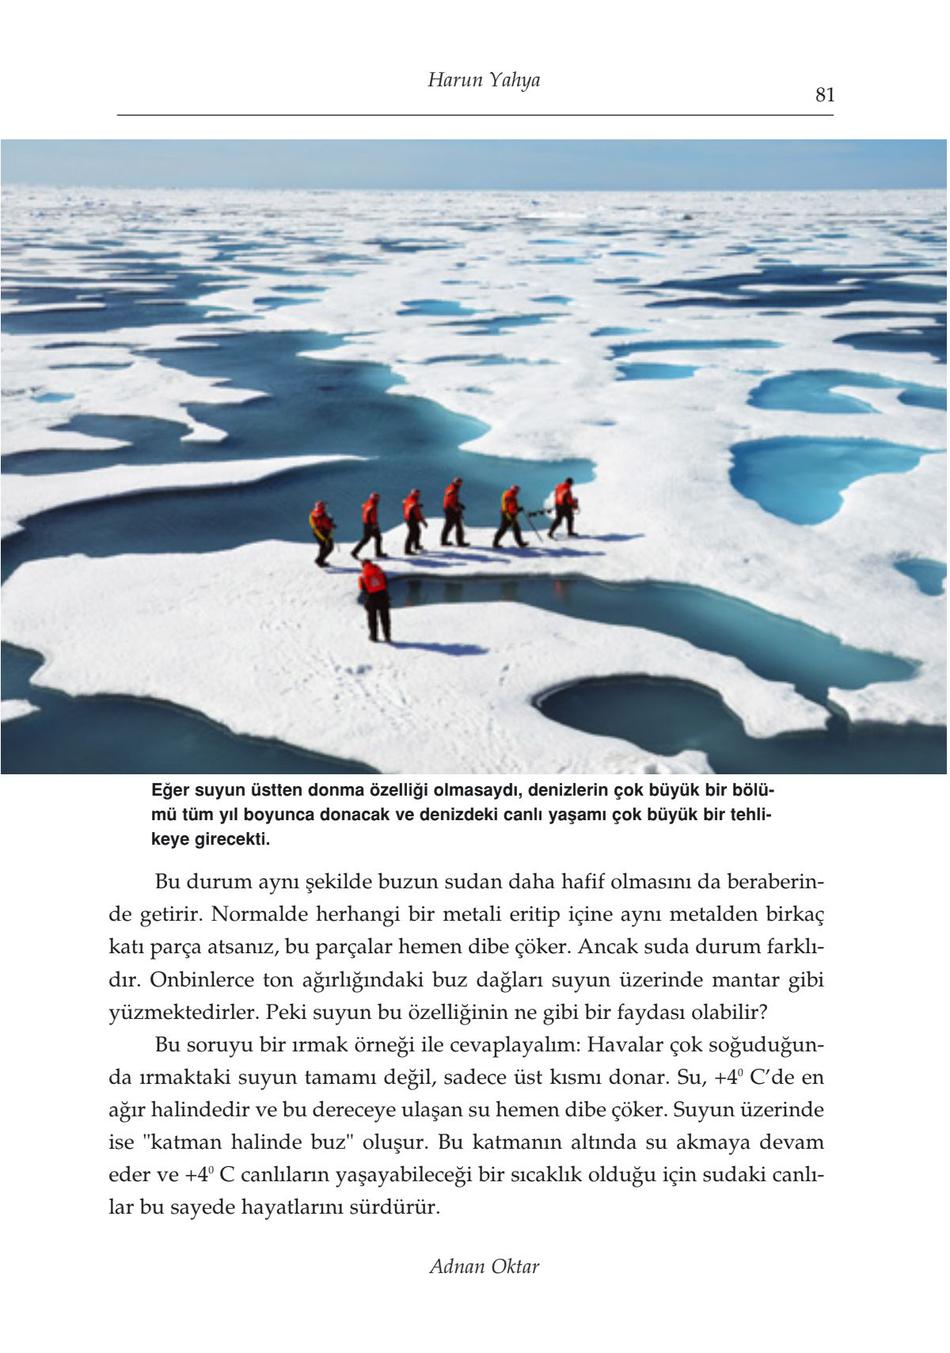 Harun Yahya
81
Eğer suyun üstten donma özelliği olmasaydı, denizlerin çok büyük bir bölü-
mü tüm yıl boyunca donacak ve denizdeki canlı yaşamı çok büyük bir tehli-
keye girecekti.
Bu durum aynı şekilde buzun sudan daha hafif olmasını da beraberin-
de getirir. Normalde herhangi bir metali eritip içine aynı metalden birkaç
katı parça atsanız, bu parçalar hemen dibe çöker. Ancak suda durum farklı-
dır. Onbinlerce ton ağırlığındaki buz dağları suyun üzerinde mantar gibi
yüzmektedirler. Peki suyun bu özelliğinin ne gibi bir faydası olabilir?
Bu soruyu bir ırmak örneği ile cevaplayalım: Havalar çok soğuduğun-
da ırmaktaki suyun tamamı değil, sadece üst kısmı donar. Su, +4⁰ C’de en
ağır halindedir ve bu dereceye ulaşan su hemen dibe çöker. Suyun üzerinde
ise "katman halinde buz" oluşur. Bu katmanın altında su akmaya devam
eder ve +4⁰ C canlıların yaşayabileceği bir sıcaklık olduğu için sudaki canlı-
lar bu sayede hayatlarını sürdürür.
Adnan Oktar